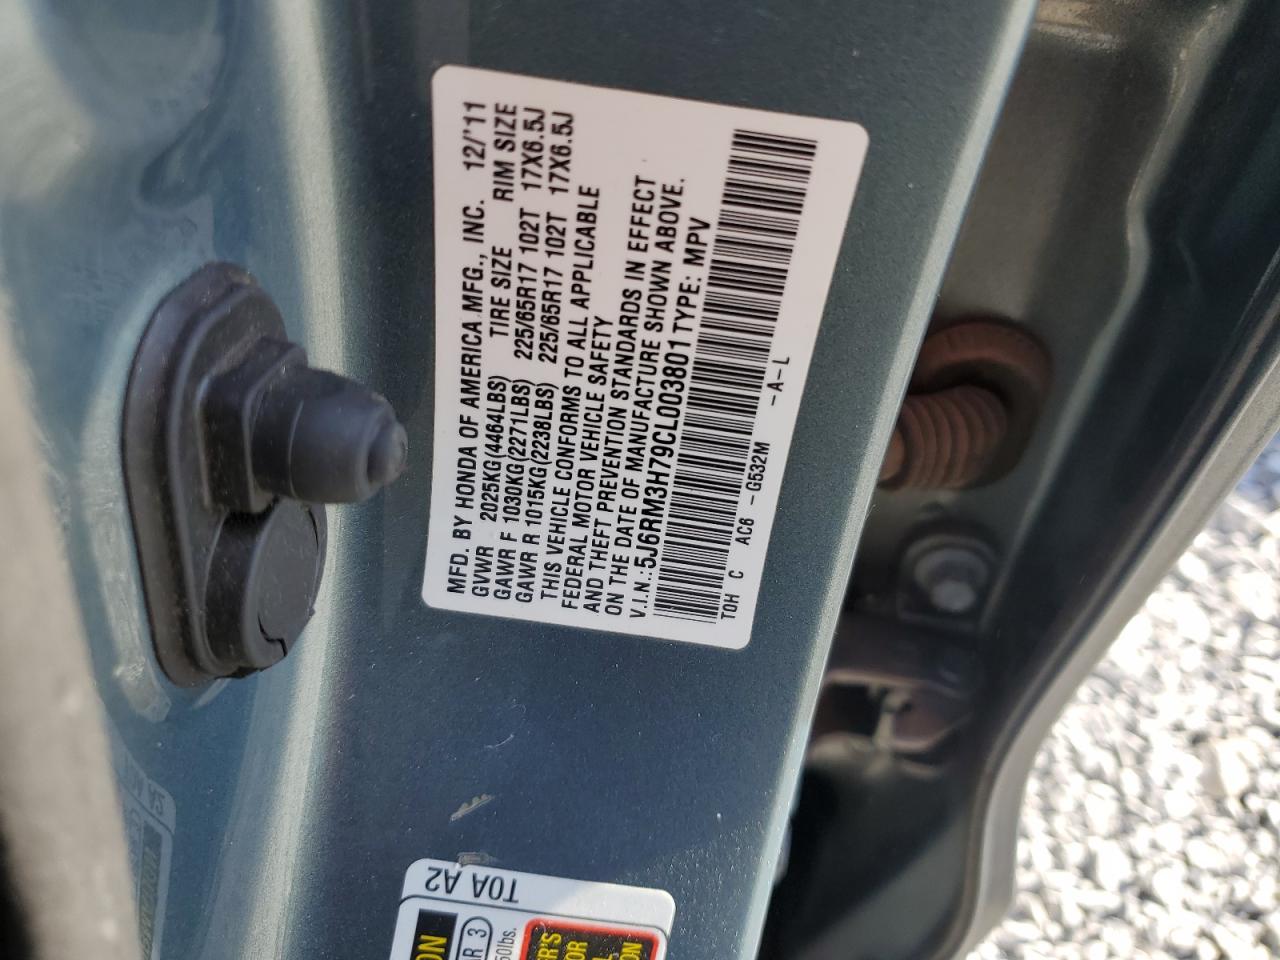 MFD. BY HONDA OF AMERICA MFG., INC. 12/'11
GVWR 2025KG(4464LBS) TIRE SIZE RIM SIZE
GAWR F 1030KG(2271LBS) 225/65R17 102T 17X6.5J
GAWR R 1015KG(2238LBS) 225/65R17 102T 17X6.5J
THIS VEHICLE CONFORMS TO ALL APPLICABLE
FEDERAL MOTOR VEHICLE SAFETY
AND THEFT PREVENTION STANDARDS IN EFFECT
ON THE DATE OF MANUFACTURE SHOWN ABOVE.
V.I.N.:5J6RM3H79CL003801 TYPE: MPV
T0H C AC6 -G532M -A-L
T0A A2